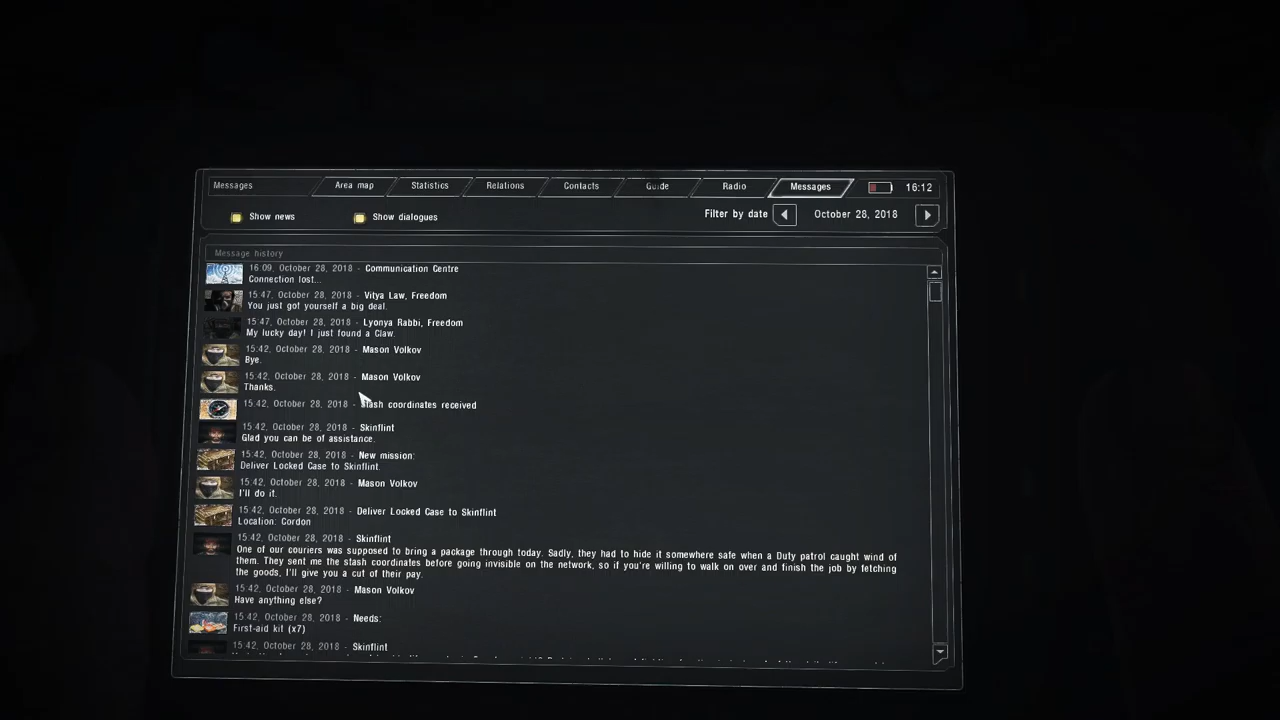 Messages
Area map
Statistics
Relations
Contacts
Guide
Radio
Messages
16:12
Show news
Show dialogues
Filter by date
October 28, 2018
Message history
16:09, October 28, 2018 - Communication Centre
Connection lost...
15:47, October 28, 2018 - Vitya Law, Freedom
You just got yourself a big deal.
15:47, October 28, 2018 - Lyonya Rabbi, Freedom
My lucky day! I just found a Claw.
15:42, October 28, 2018 - Mason Volkov
Bye.
15:42, October 28, 2018 - Mason Volkov
Thanks.
15:42, October 28, 2018 - Stash coordinates received
15:42, October 28, 2018 - Skinflint
Glad you can be of assistance.
15:42, October 28, 2018 - New mission:
Deliver Locked Case to Skinflint.
15:42, October 28, 2018 - Mason Volkov
I'll do it.
15:42, October 28, 2018 - Deliver Locked Case to Skinflint
Location: Cordon
15:42, October 28, 2018 - Skinflint
One of our couriers was supposed to bring a package through today. Sadly, they had to hide it somewhere safe when a Duty patrol caught wind of
them. They sent me the stash coordinates before going invisible on the network, so if you're willing to walk on over and finish the job by fetching
the goods, I'll give you a cut of their pay.
15:42, October 28, 2018 - Mason Volkov
Have anything else?
15:42, October 28, 2018 - Needs:
First-aid kit (x7)
15:42, October 28, 2018 - Skinflint